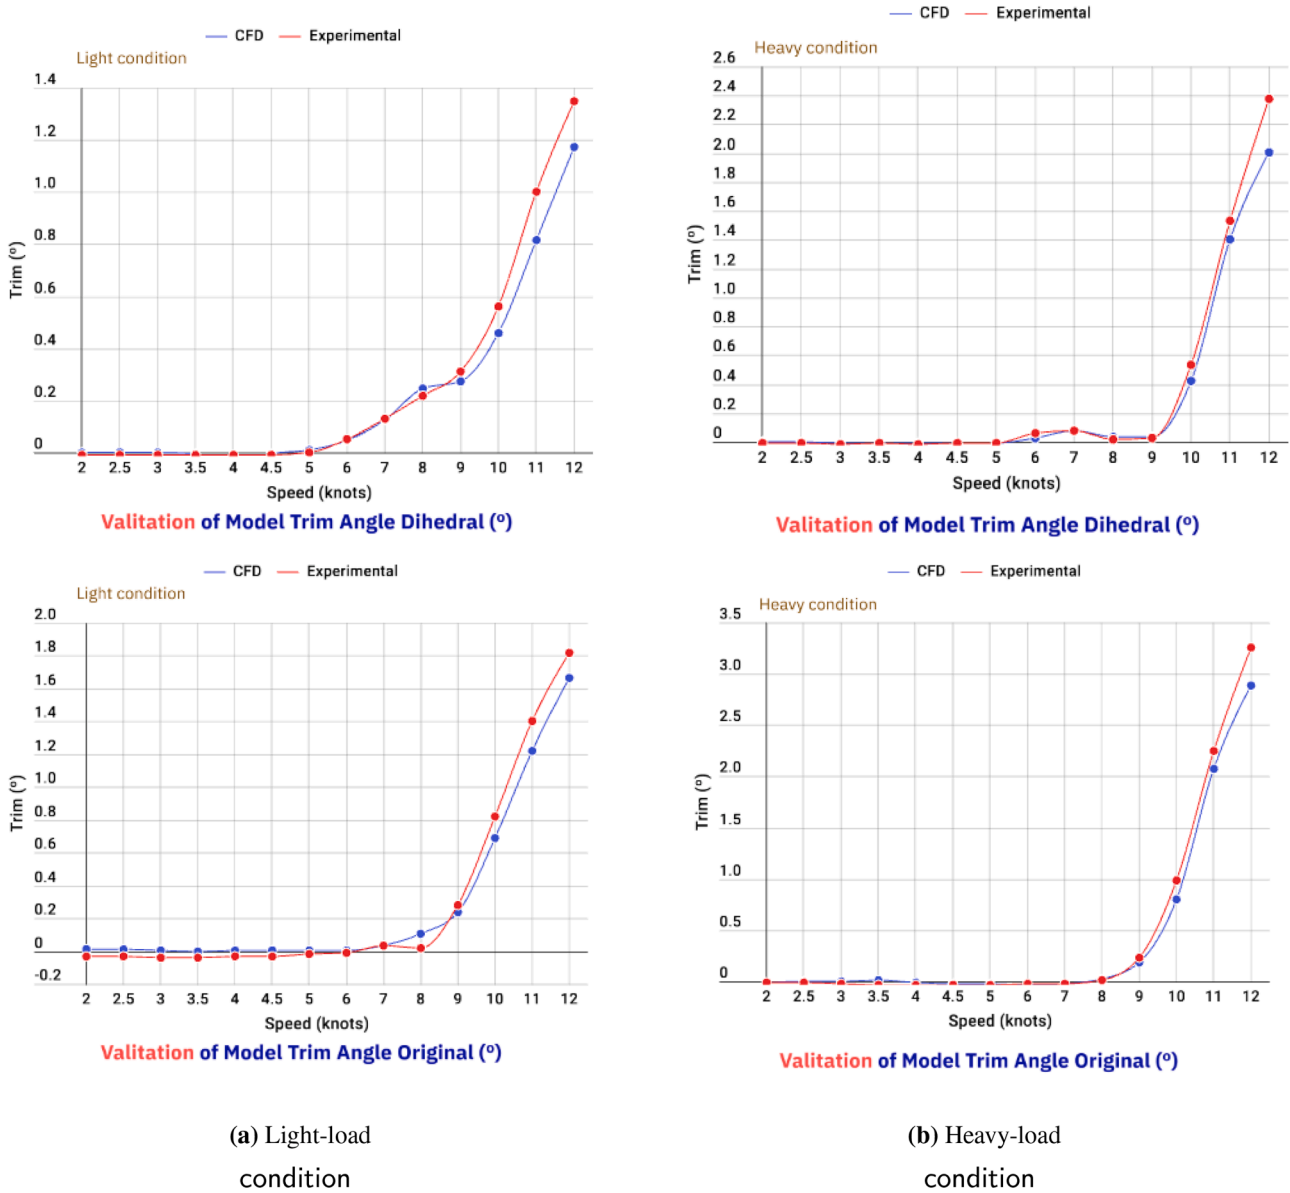 CFD Experimental
Light condition
1.4
1.2
1.0
0.8
0.6
0.4
0.2
0
Trim (º)
2 2.5 3 3.5 4 4.5 5 6 7 8 9 10 11 12
Speed (knots)
Valitation of Model Trim Angle Dihedral (º)
CFD Experimental
Heavy condition
2.6
2.4
2.2
2.0
1.8
1.6
1.4
1.2
1.0
0.8
0.6
0.4
0.2
0
Trim (º)
2 2.5 3 3.5 4 4.5 5 6 7 8 9 10 11 12
Speed (knots)
Valitation of Model Trim Angle Dihedral (º)
CFD Experimental
Light condition
2.0
1.8
1.6
1.4
1.2
1.0
0.8
0.6
0.4
0.2
0
-0.2
Trim (º)
2 2.5 3 3.5 4 4.5 5 6 7 8 9 10 11 12
Speed (knots)
Valitation of Model Trim Angle Original (º)
CFD Experimental
Heavy condition
3.5
3.0
2.5
2.0
1.5
1.0
0.5
0
Trim (º)
2 2.5 3 3.5 4 4.5 5 6 7 8 9 10 11 12
Speed (knots)
Valitation of Model Trim Angle Original (º)
(a) Light-load
condition
(b) Heavy-load
condition